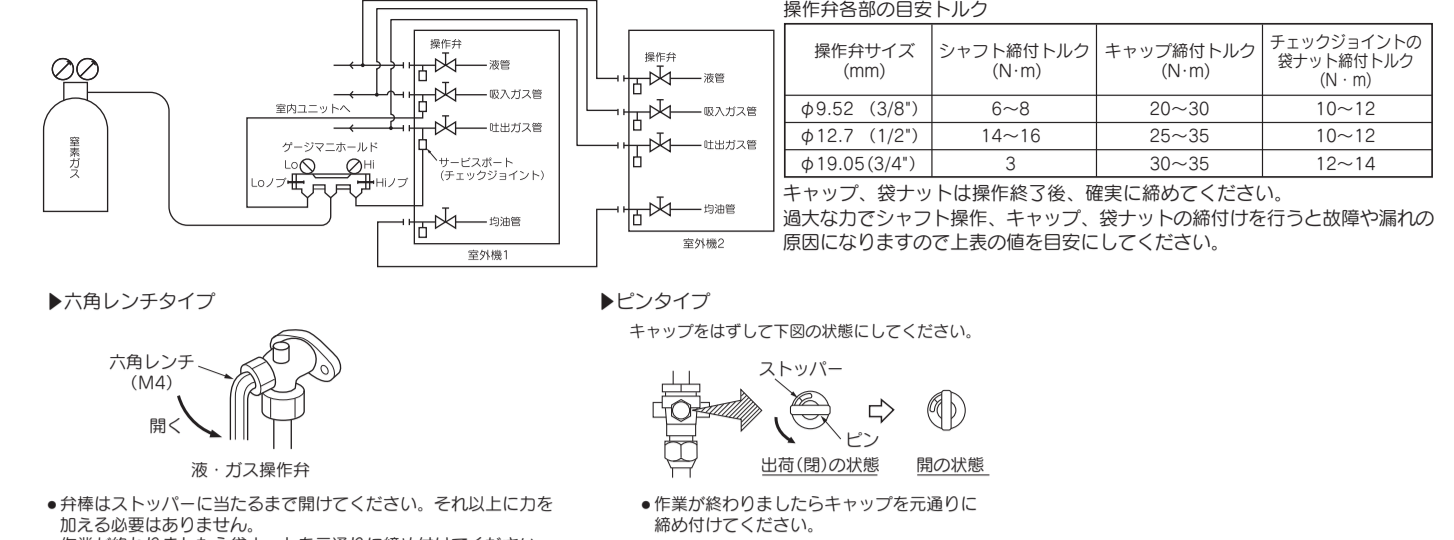 操作弁各部の目安トルク
操作弁サイズ
(mm)
シャフト締付トルク
(N·m)
キャップ締付トルク
(N·m)
チェックジョイントの
袋ナット締付トルク
(N・m)
φ9.52 (3/8") 6〜8 20〜30 10〜12
φ12.7 (1/2") 14〜16 25〜35 10〜12
φ19.05(3/4") 3 30〜35 12〜14
キャップ、袋ナットは操作終了後、確実に締めてください。
過大な力でシャフト操作、キャップ、袋ナットの締付けを行うと故障や漏れの
原因になりますので上表の値を目安にしてください。
窒素ガス
室内ユニットへ
ゲージマニホールド
Lo
Hi
Loノブ
Hiノブ
操作弁
液管
吸入ガス管
吐出ガス管
サービスポート
(チェックジョイント)
均油管
室外機1
操作弁
液管
吸入ガス管
吐出ガス管
均油管
室外機2
▶六角レンチタイプ
六角レンチ
(M4)
開く
液・ガス操作弁
●弁棒はストッパーに当たるまで開けてください。それ以上に力を
加える必要はありません。
▶ピンタイプ
キャップをはずして下図の状態にしてください。
ストッパー
ピン
出荷(閉)の状態
開の状態
●作業が終わりましたらキャップを元通りに
締め付けてください。